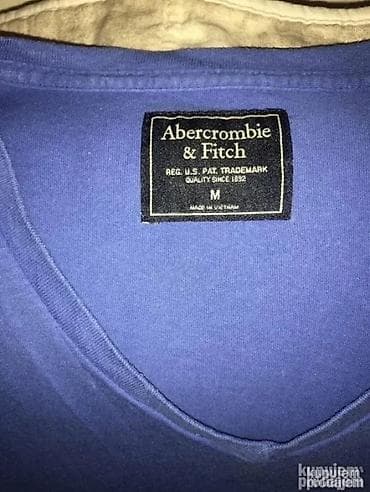 Abercrombie
& Fitch
REG. U.S. PAT. TRADEMARK
QUALITY SINCE 1892
M
MADE IN VIETNAM
kupujem
prodajem